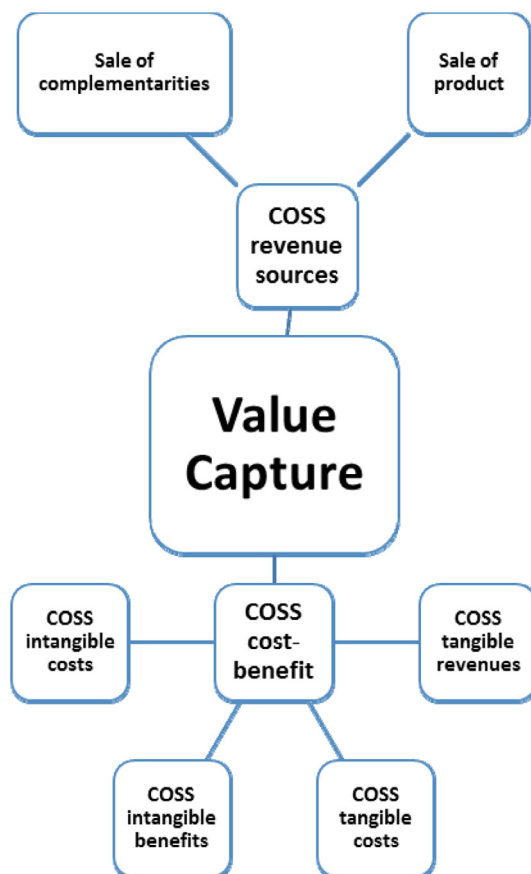 Sale of
complementarities
Sale of
product
COSS
revenue
sources
Value
Capture
COSS
intangible
costs
COSS
cost-
benefit
COSS
tangible
revenues
COSS
intangible
benefits
COSS
tangible
costs